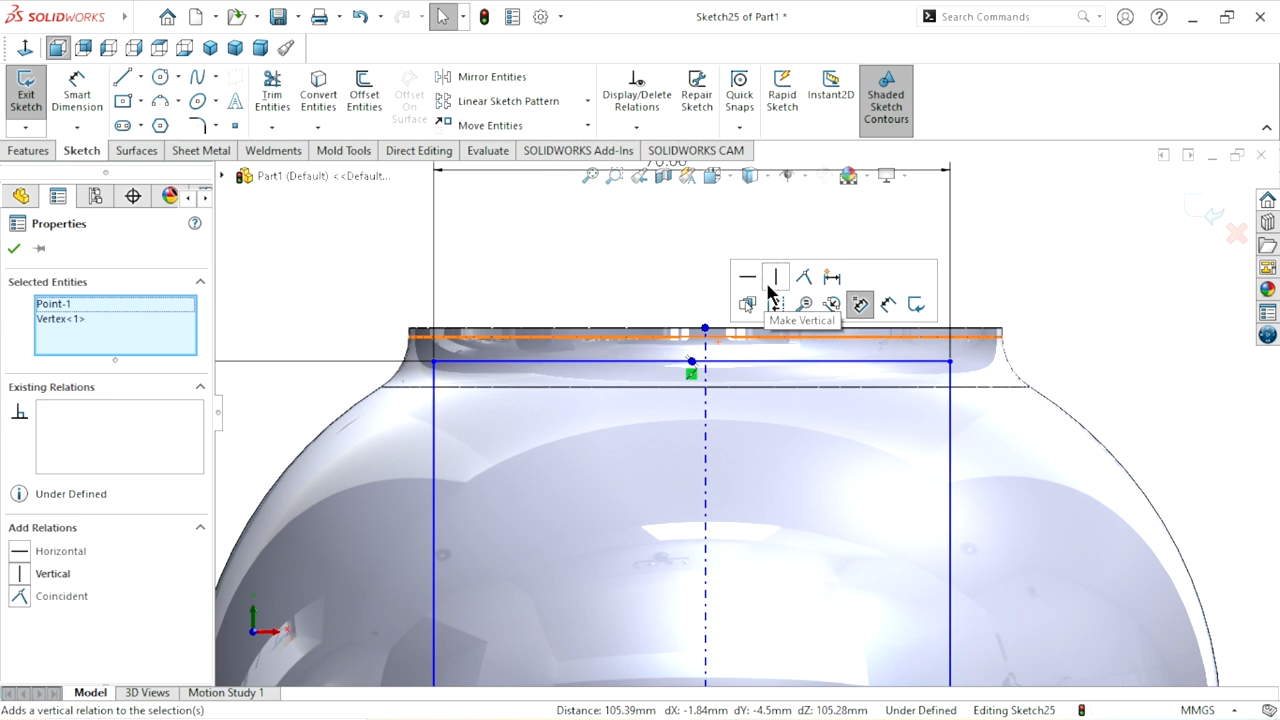 SOLIDWORKS
Sketch25 of Part1 *
Search Commands
Exit Sketch
Smart Dimension
Trim Entities
Convert Entities
Offset Entities
Offset On Surface
Mirror Entities
Linear Sketch Pattern
Move Entities
Display/Delete Relations
Repair Sketch
Quick Snaps
Rapid Sketch
Instant2D
Shaded Sketch Contours
Features
Sketch
Surfaces
Sheet Metal
Weldments
Mold Tools
Direct Editing
Evaluate
SOLIDWORKS Add-Ins
SOLIDWORKS CAM
Part1 (Default) <<Default...
70.00
Properties
Selected Entities
Point-1
Vertex<1>
Existing Relations
Under Defined
Add Relations
Horizontal
Vertical
Coincident
Make Vertical
Model
3D Views
Motion Study 1
Adds a vertical relation to the selection(s)
Distance: 105.39mm dX: -1.84mm dY: -4.5mm dZ: 105.28mm
Under Defined
Editing Sketch25
MMGS